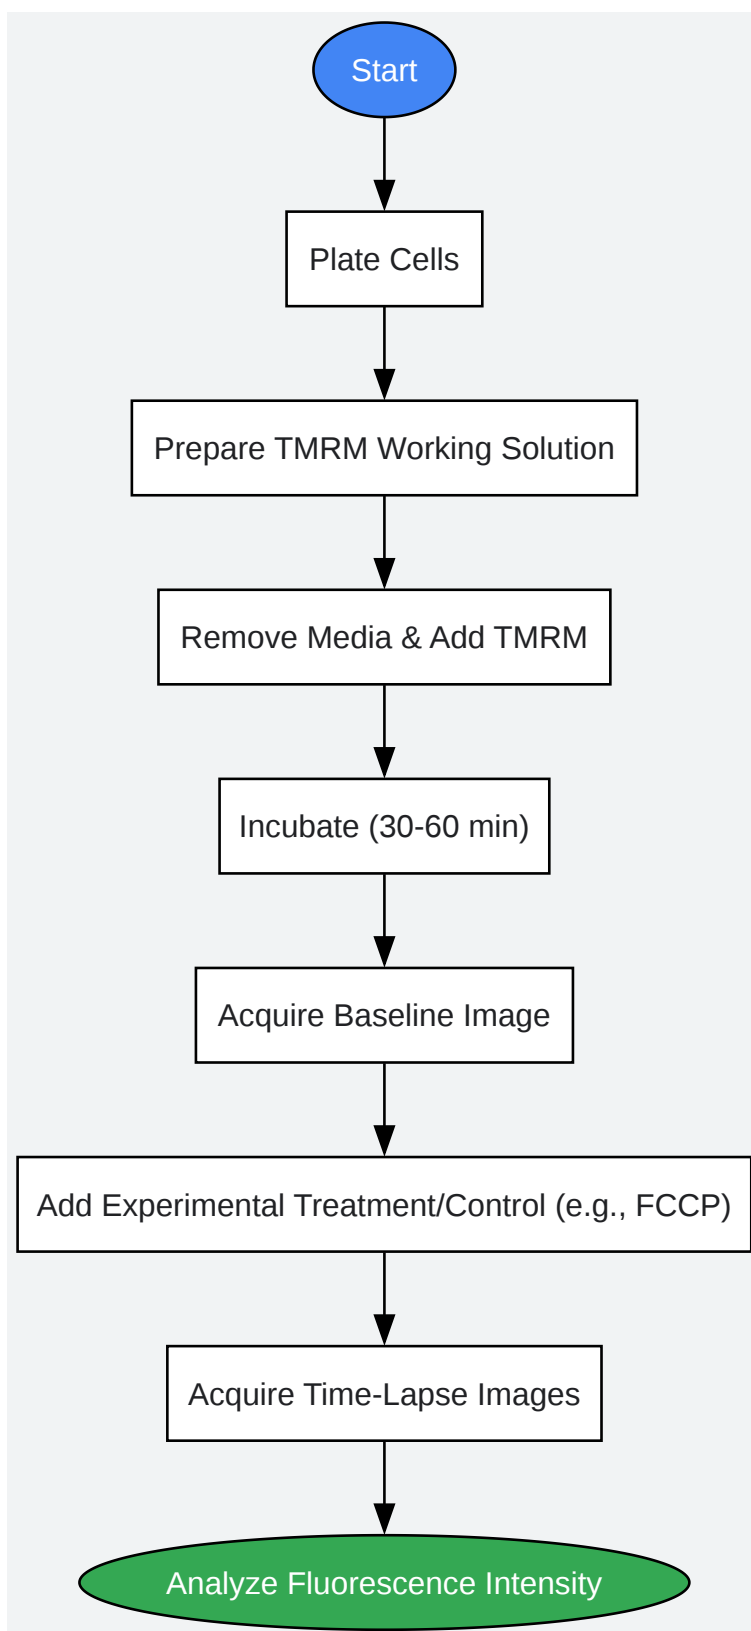 Start
Plate Cells
Prepare TMRM Working Solution
Remove Media & Add TMRM
Incubate (30-60 min)
Acquire Baseline Image
Add Experimental Treatment/Control (e.g., FCCP)
Acquire Time-Lapse Images
Analyze Fluorescence Intensity